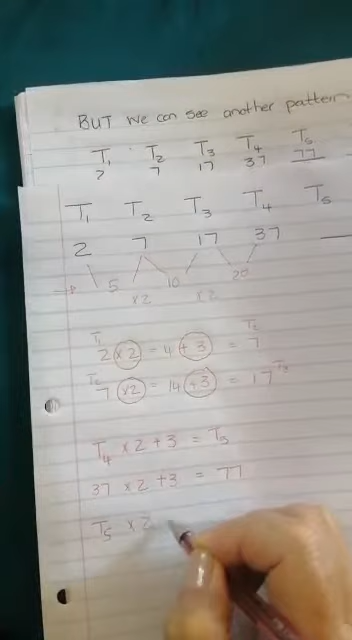 BUT we can see another pattern
T1 T2 T3 T4 T5
2 7 17 37 77
T1 T2 T3 T4 T5
2 7 17 37
5 10 20
×2 ×2
T1 T2
2 ×2 = 4 +3 = 7
T2 T3
7 ×2 = 14 +3 = 17
T4 × 2 + 3 = T5
37 × 2 + 3 = 77
T5 × 2